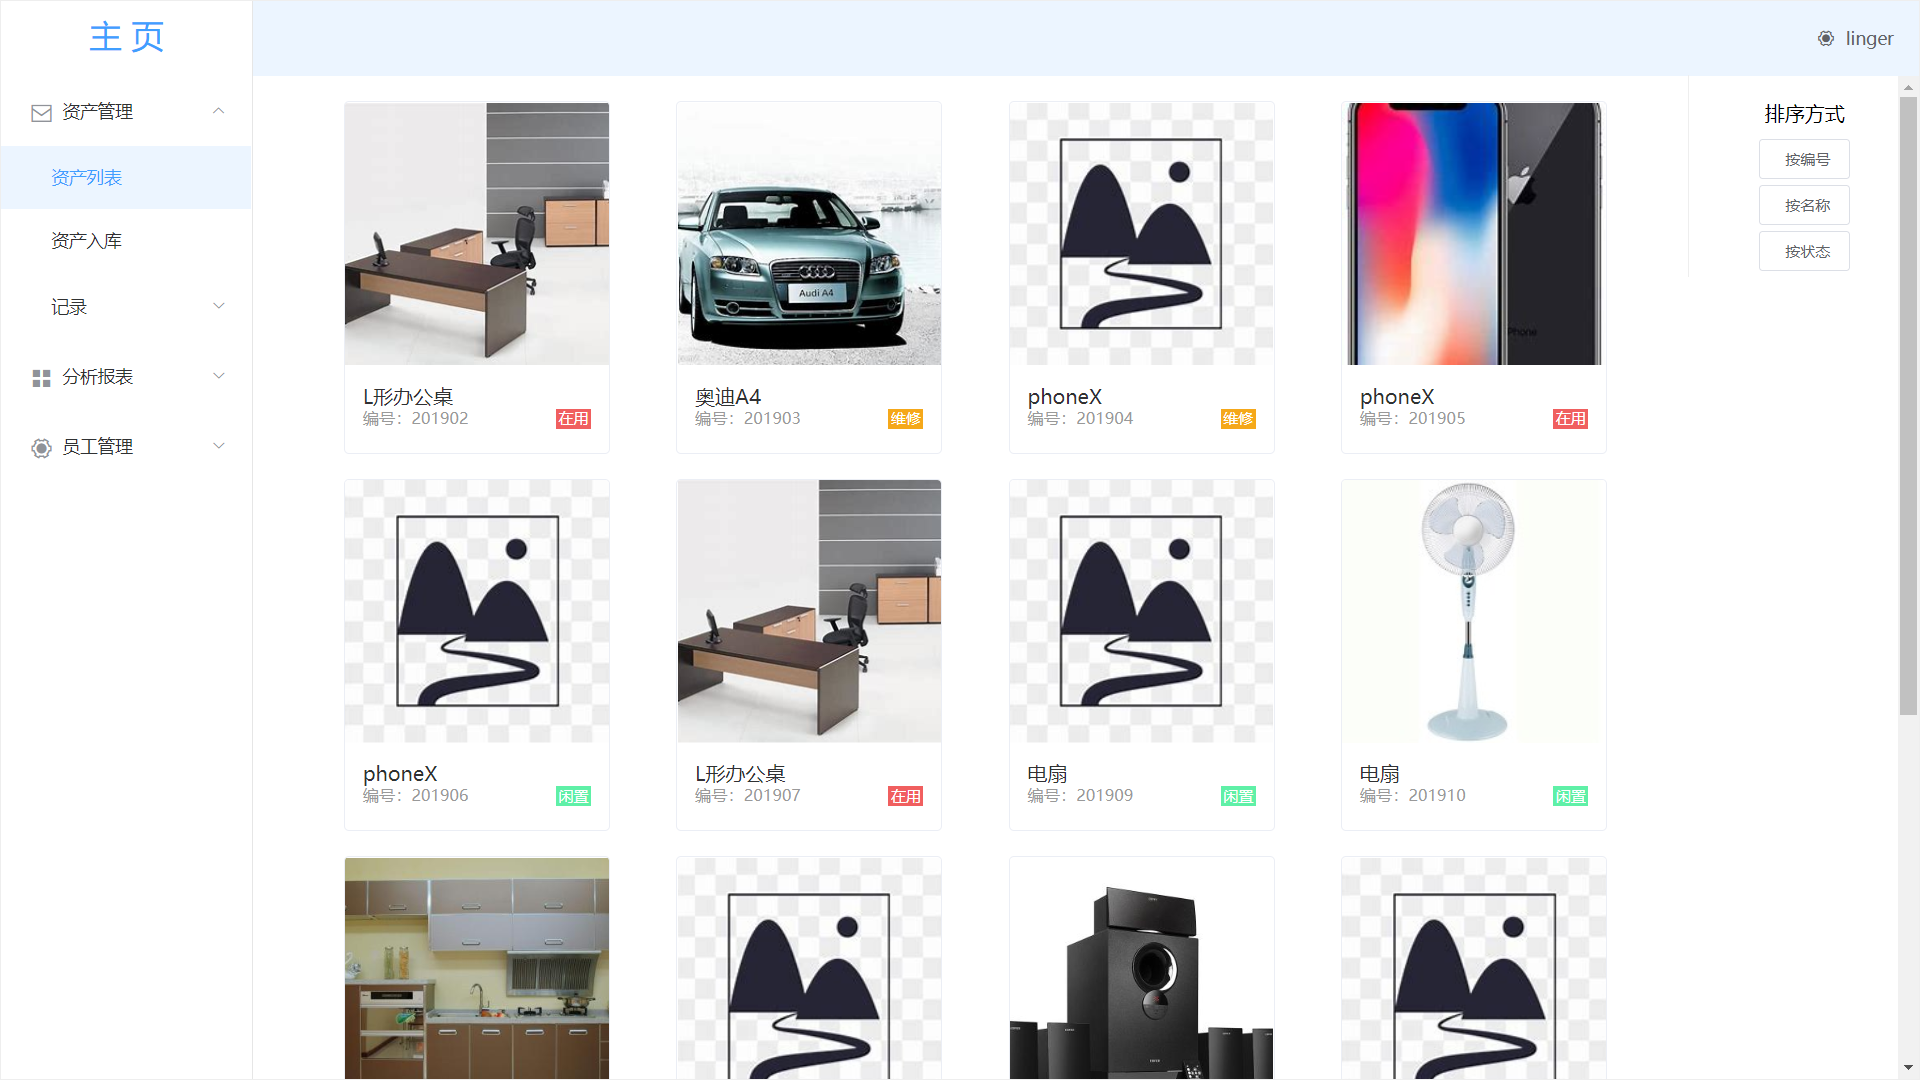 主 页
linger
资产管理
资产列表
资产入库
记录
分析报表
员工管理
排序方式
按编号
按名称
按状态
Audi A4
Phone
L形办公桌
编号：201902
在用
奥迪A4
编号：201903
维修
phoneX
编号：201904
维修
phoneX
编号：201905
在用
phoneX
编号：201906
闲置
L形办公桌
编号：201907
在用
电扇
编号：201909
闲置
电扇
编号：201910
闲置